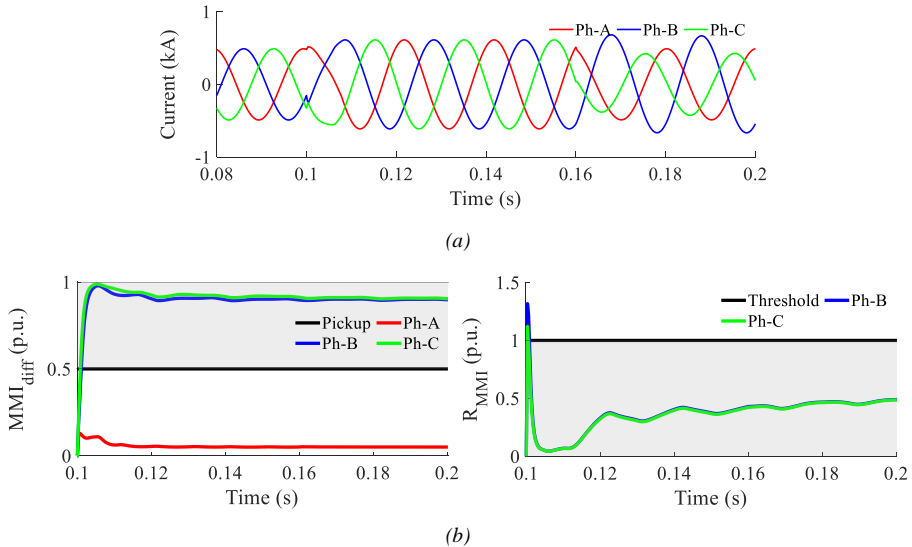 1
0
-1
Current (kA)
Ph-A Ph-B Ph-C
0.08 0.1 0.12 0.14 0.16 0.18 0.2
Time (s)
(a)
1
0.5
0
MMI_diff (p.u.)
Pickup Ph-A
Ph-B Ph-C
0.1 0.12 0.14 0.16 0.18 0.2
Time (s)
1.5
1
0.5
0
R_MMI (p.u.)
Threshold Ph-B
Ph-C
0.1 0.12 0.14 0.16 0.18 0.2
Time (s)
(b)